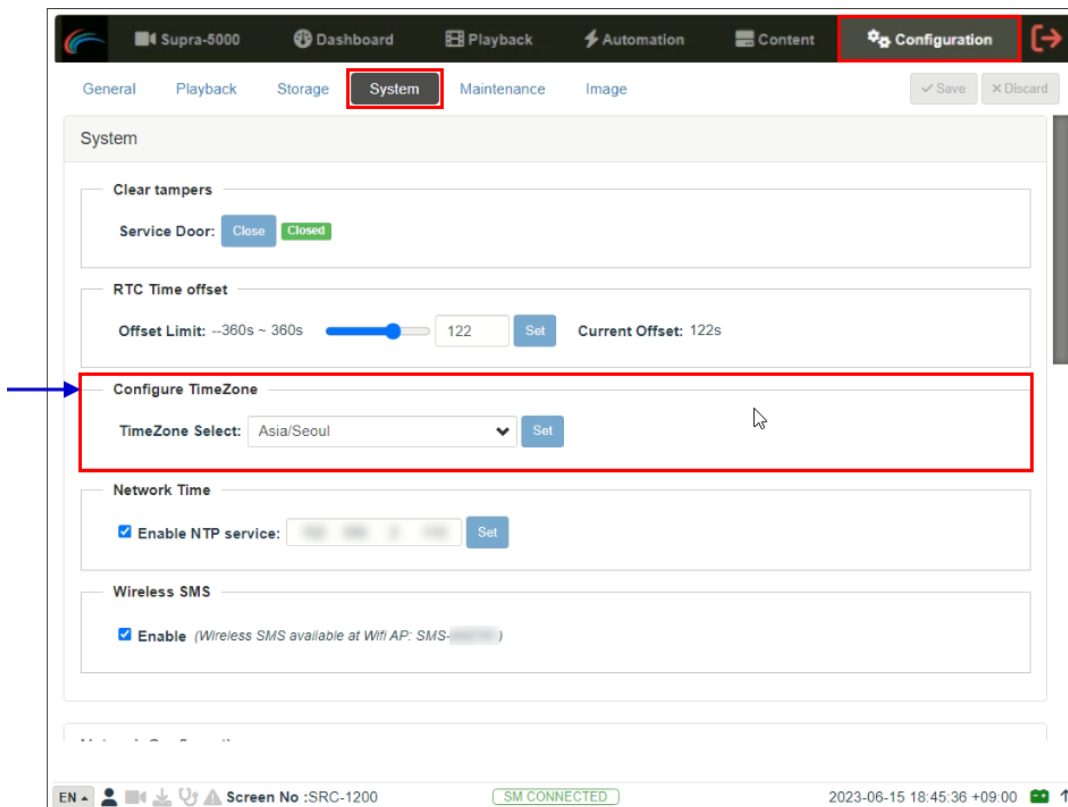 Supra-5000 Dashboard Playback Automation Content Configuration
General Playback Storage System Maintenance Image Save Discard
System
Clear tampers
Service Door: Close Closed
RTC Time offset
Offset Limit: --360s ~ 360s 122 Set Current Offset: 122s
Configure TimeZone
TimeZone Select: Asia/Seoul Set
Network Time
Enable NTP service: Set
Wireless SMS
Enable (Wireless SMS available at Wifi AP: SMS- )
EN Screen No :SRC-1200 SM CONNECTED 2023-06-15 18:45:36 +09:00